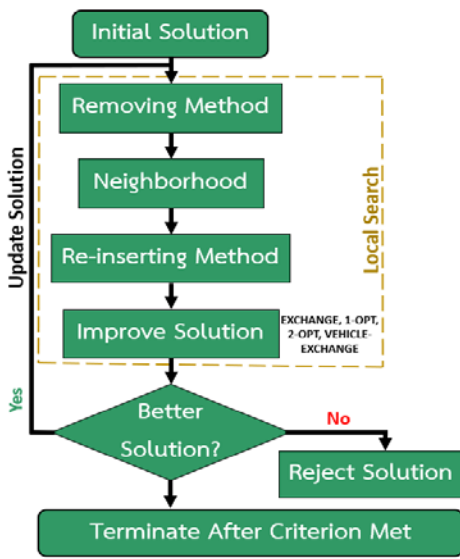 Initial Solution
Removing Method
Neighborhood
Re-inserting Method
Improve Solution
EXCHANGE, 1-OPT,
2-OPT, VEHICLE-
EXCHANGE
Local Search
Update Solution
Yes
Better
Solution?
No
Reject Solution
Terminate After Criterion Met